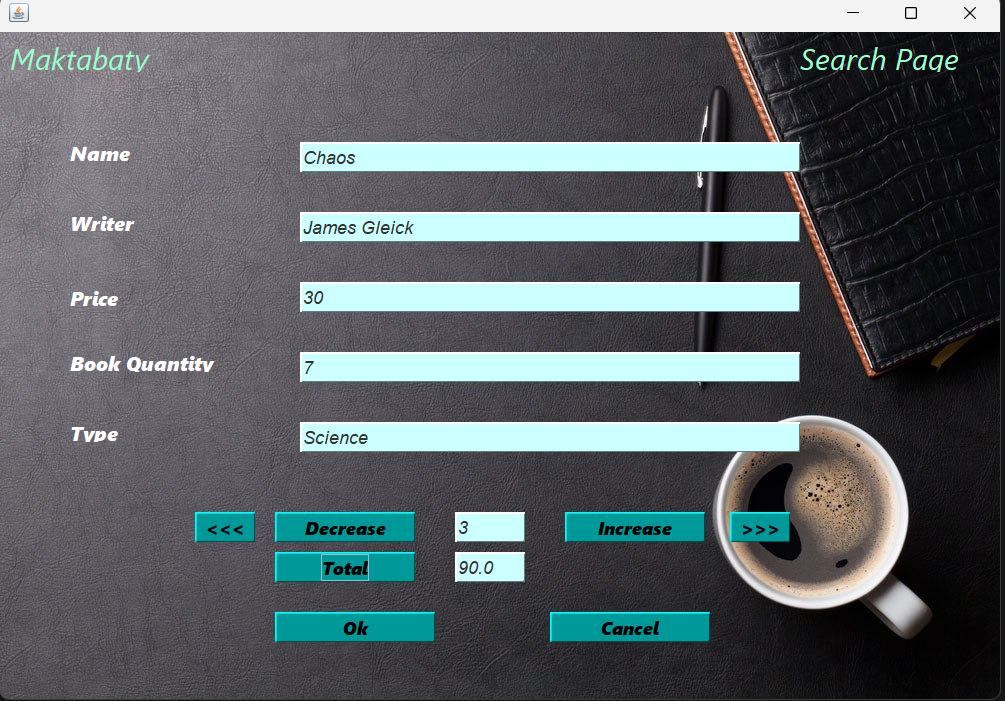 Maktabaty Search Page
Name Chaos
Writer James Gleick
Price 30
Book Quantity 7
Type Science
<<< Decrease 3 Increase >>>
Total 90.0
Ok Cancel